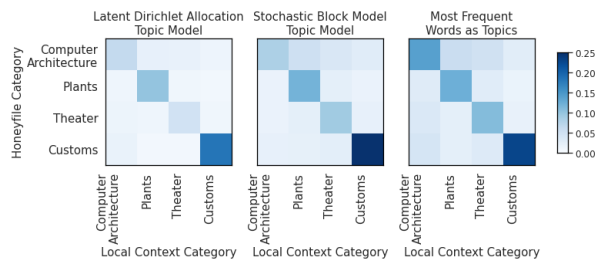 Latent Dirichlet Allocation
Topic Model
Stochastic Block Model
Topic Model
Most Frequent
Words as Topics
Honeyfile Category
Computer
Architecture
Plants
Theater
Customs
0.25
0.20
0.15
0.10
0.05
0.00
Computer
Architecture
Plants
Theater
Customs
Computer
Architecture
Plants
Theater
Customs
Computer
Architecture
Plants
Theater
Customs
Local Context Category
Local Context Category
Local Context Category